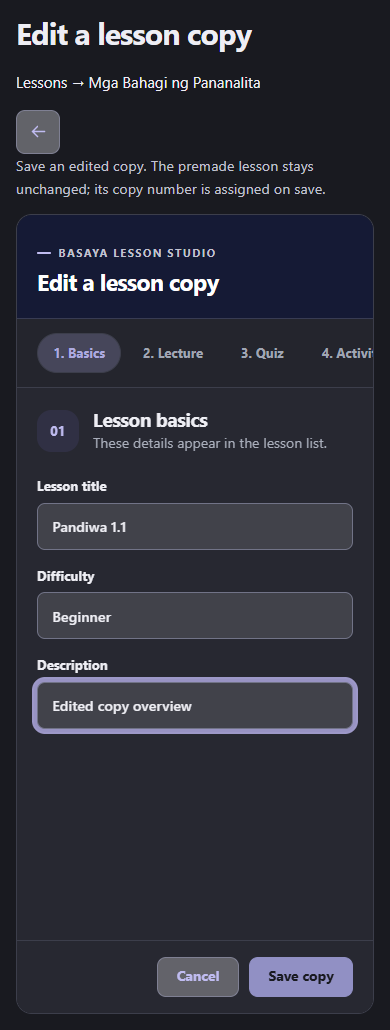 Edit a lesson copy
Lessons → Mga Bahagi ng Pananalita
←
Save an edited copy. The premade lesson stays
unchanged; its copy number is assigned on save.
BASAYA LESSON STUDIO
Edit a lesson copy
1. Basics 2. Lecture 3. Quiz 4. Activi
01
Lesson basics
These details appear in the lesson list.
Lesson title
Pandiwa 1.1
Difficulty
Beginner
Description
Edited copy overview
Cancel Save copy